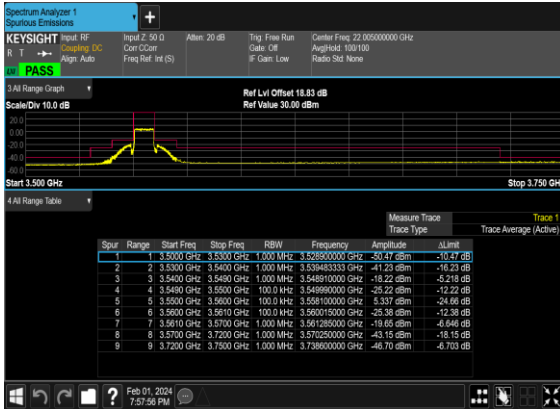 Spectrum Analyzer 1
Spurious Emissions
+
KEYSIGHT Input: RF Input Z: 50 Ω Atten: 20 dB Trig: Free Run Center Freq: 22.005000000 GHz
R T Coupling: DC Corr CCorr Gate: Off Avg|Hold: 100/100
Align: Auto Freq Ref: Int (S) IF Gain: Low Radio Std: None
PASS
3 All Range Graph
Ref Lvl Offset 18.83 dB
Scale/Div 10.0 dB Ref Value 30.00 dBm
20.0
0.00
-20.0
-40.0
-60.0
Start 3.500 GHz Stop 3.750 GH
4 All Range Table
Measure Trace Trace 1
Trace Type Trace Average (Active)
Spur Range Start Freq Stop Freq RBW Frequency Amplitude ΔLimit
1 1 3.5000 GHz 3.5300 GHz 1.000 MHz 3.528900000 GHz -50.47 dBm -10.47 dB
2 2 3.5300 GHz 3.5400 GHz 1.000 MHz 3.539483333 GHz -41.23 dBm -16.23 dB
3 3 3.5400 GHz 3.5490 GHz 1.000 MHz 3.548910000 GHz -18.22 dBm -5.218 dB
4 4 3.5490 GHz 3.5500 GHz 100.0 kHz 3.549990000 GHz -25.22 dBm -12.22 dB
5 5 3.5500 GHz 3.5600 GHz 100.0 kHz 3.558100000 GHz 5.337 dBm -24.66 dB
6 6 3.5600 GHz 3.5610 GHz 100.0 kHz 3.560015000 GHz -25.38 dBm -12.38 dB
7 7 3.5610 GHz 3.5700 GHz 1.000 MHz 3.561285000 GHz -19.65 dBm -6.646 dB
8 8 3.5700 GHz 3.7200 GHz 1.000 MHz 3.570250000 GHz -43.15 dBm -18.15 dB
9 9 3.7200 GHz 3.7500 GHz 1.000 MHz 3.738600000 GHz -46.70 dBm -6.703 dB
? Feb 01, 2024
7:57:56 PM